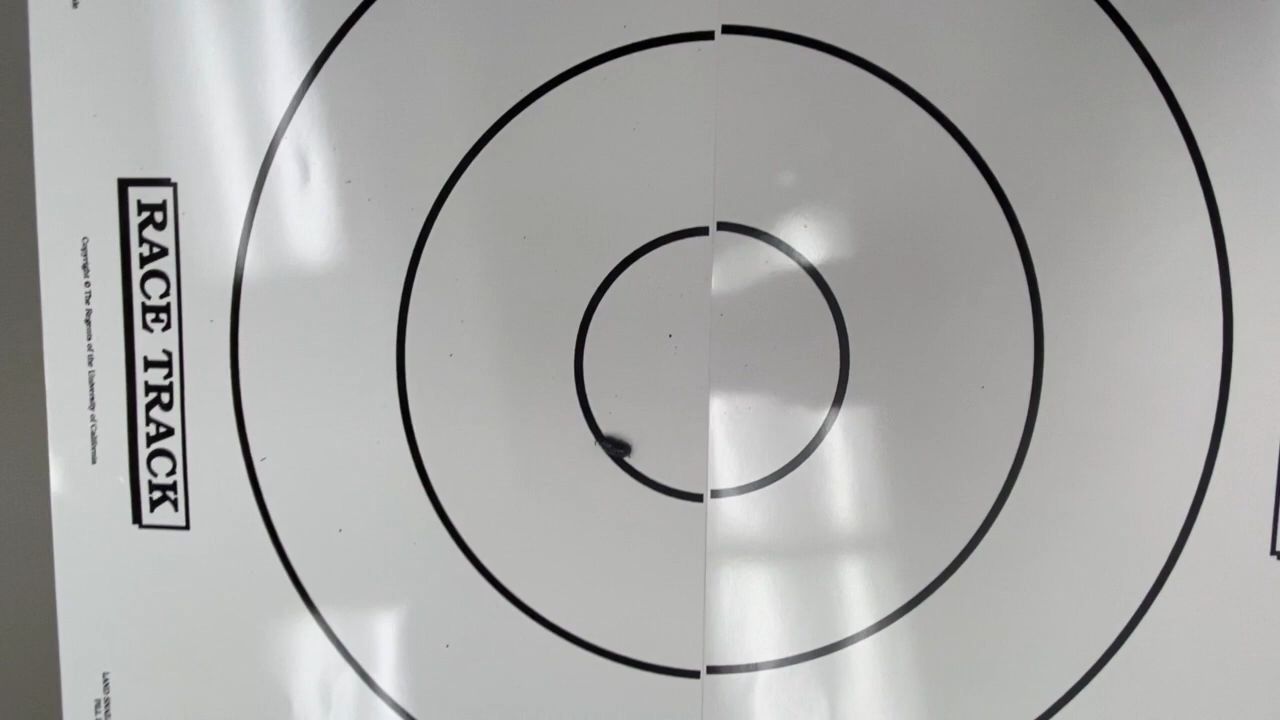 RACE TRACK
Copyright © The Regents of the University of California